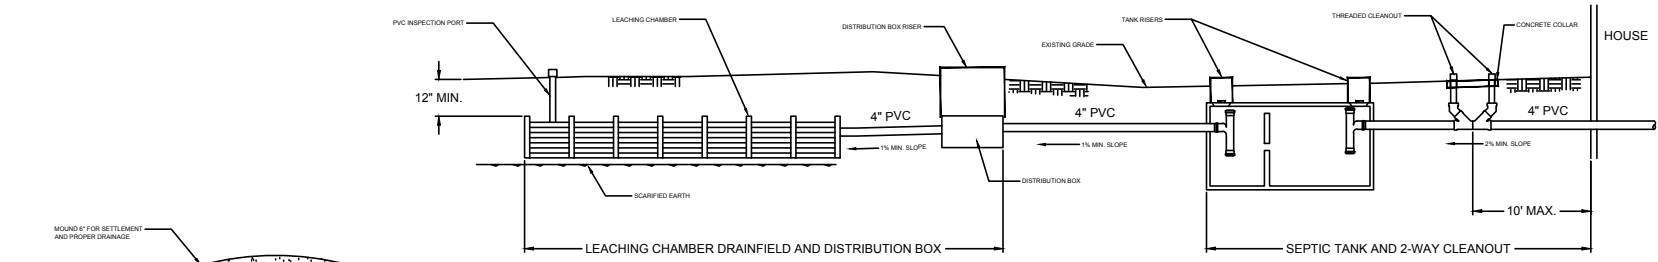 PVC INSPECTION PORT
LEACHING CHAMBER
DISTRIBUTION BOX RISER
TANK RISERS
THREADED CLEANOUT
CONCRETE COLLAR
HOUSE
EXISTING GRADE
12" MIN.
4" PVC
4" PVC
4" PVC
1% MIN. SLOPE
1% MIN. SLOPE
2% MIN. SLOPE
DISTRIBUTION BOX
SCARIFIED EARTH
10' MAX.
MOUND 6" FOR SETTLEMENT
AND PROPER DRAINAGE
LEACHING CHAMBER DRAINFIELD AND DISTRIBUTION BOX
SEPTIC TANK AND 2-WAY CLEANOUT